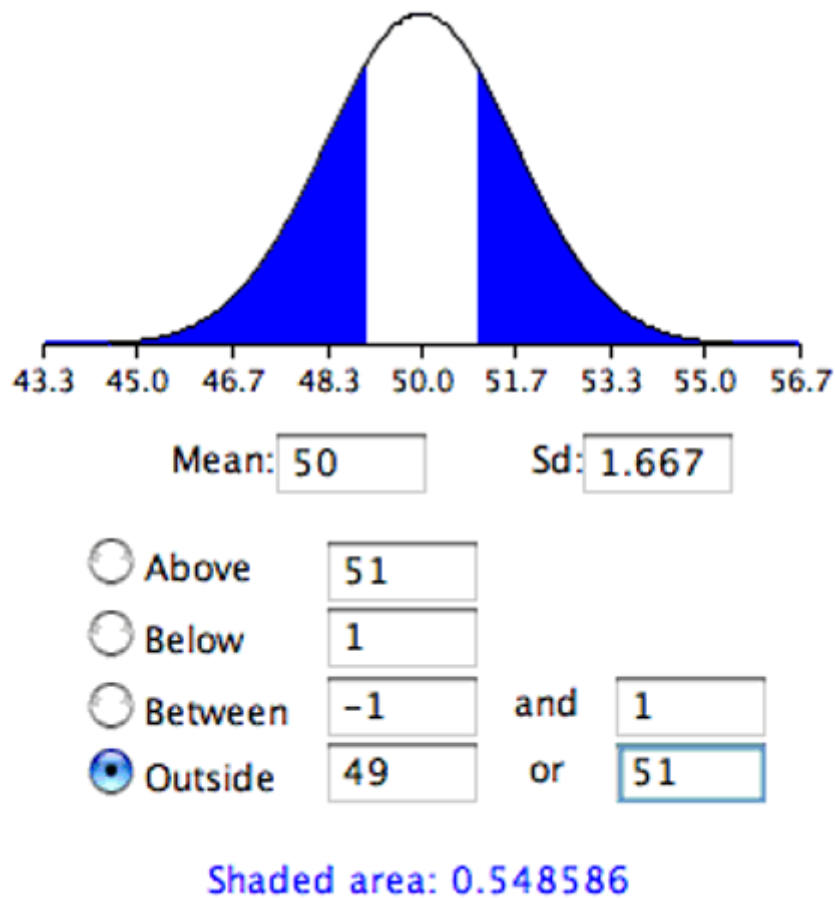 43.3 45.0 46.7 48.3 50.0 51.7 53.3 55.0 56.7
Mean: 50 Sd: 1.667
Above 51
Below 1
Between -1 and 1
Outside 49 or 51
Shaded area: 0.548586